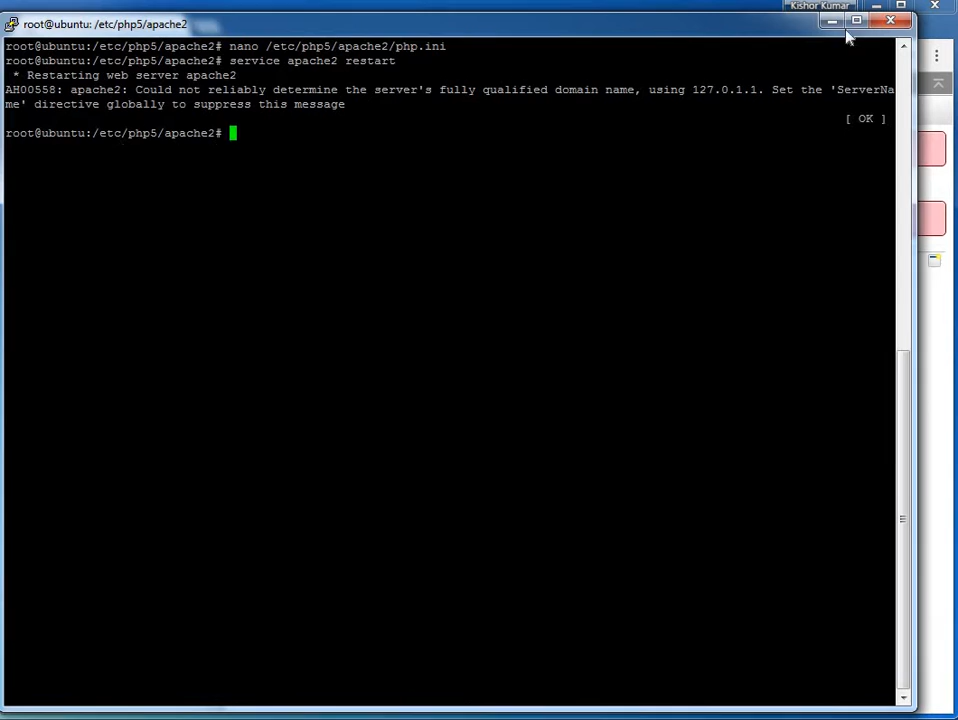 Kishor Kumar
root@ubuntu: /etc/php5/apache2
root@ubuntu:/etc/php5/apache2# nano /etc/php5/apache2/php.ini
root@ubuntu:/etc/php5/apache2# service apache2 restart
* Restarting web server apache2
AH00558: apache2: Could not reliably determine the server's fully qualified domain name, using 127.0.1.1. Set the 'ServerNa
me' directive globally to suppress this message
[ OK ]
root@ubuntu:/etc/php5/apache2#